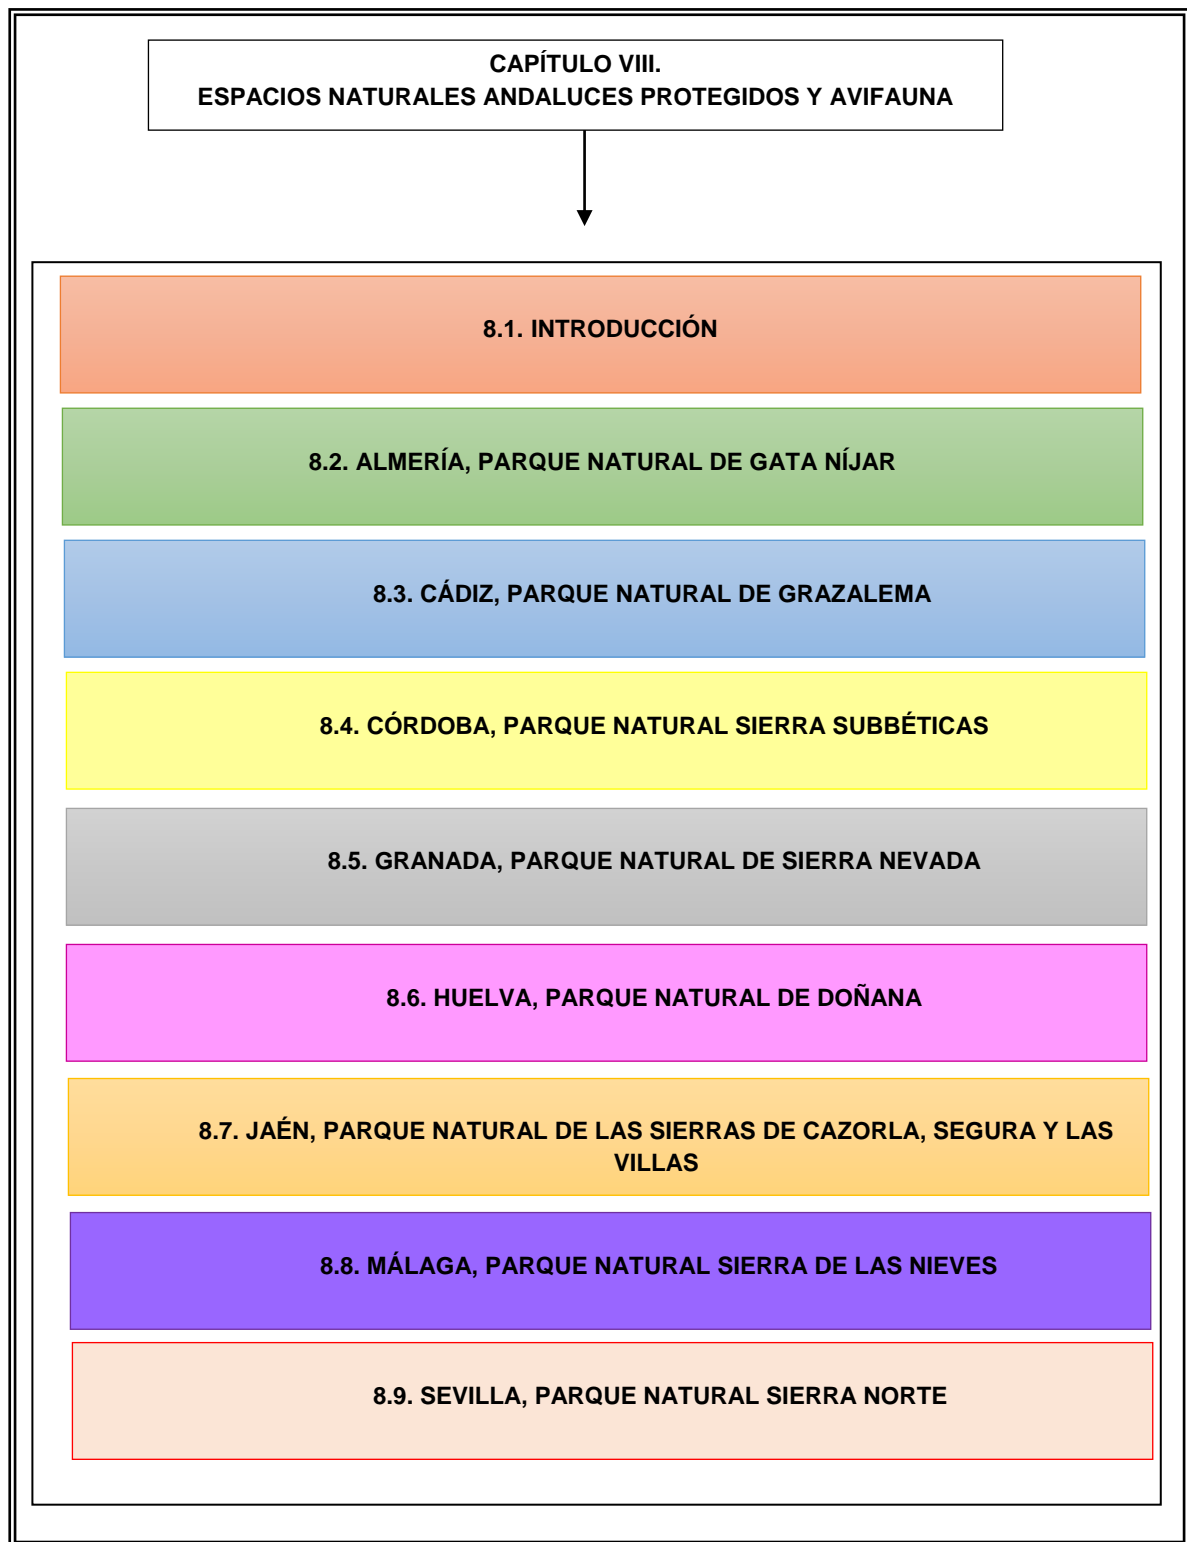 CAPÍTULO VIII.
ESPACIOS NATURALES ANDALUCES PROTEGIDOS Y AVIFAUNA
8.1. INTRODUCCIÓN
8.2. ALMERÍA, PARQUE NATURAL DE GATA NÍJAR
8.3. CÁDIZ, PARQUE NATURAL DE GRAZALEMA
8.4. CÓRDOBA, PARQUE NATURAL SIERRA SUBBÉTICAS
8.5. GRANADA, PARQUE NATURAL DE SIERRA NEVADA
8.6. HUELVA, PARQUE NATURAL DE DOÑANA
8.7. JAÉN, PARQUE NATURAL DE LAS SIERRAS DE CAZORLA, SEGURA Y LAS
VILLAS
8.8. MÁLAGA, PARQUE NATURAL SIERRA DE LAS NIEVES
8.9. SEVILLA, PARQUE NATURAL SIERRA NORTE